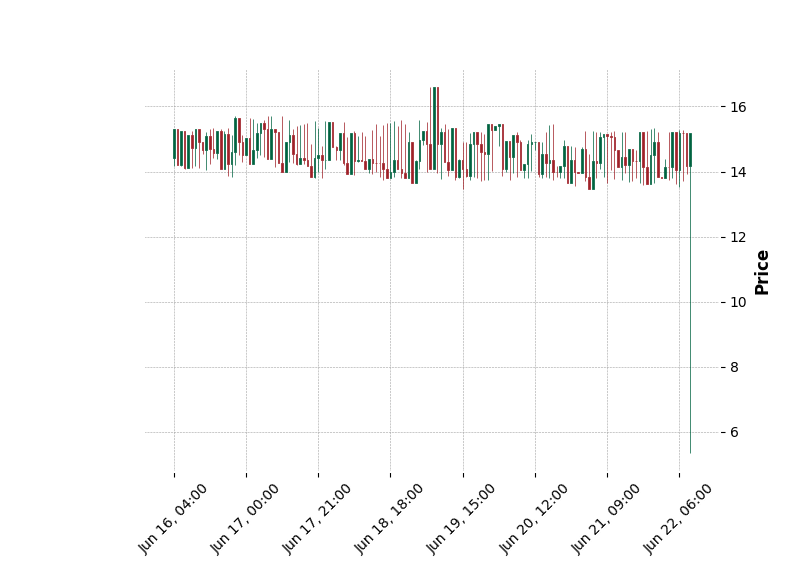 16
14
12
10
8
6
Price
Jun 16, 04:00
Jun 17, 00:00
Jun 17, 21:00
Jun 18, 18:00
Jun 19, 15:00
Jun 20, 12:00
Jun 21, 09:00
Jun 22, 06:00